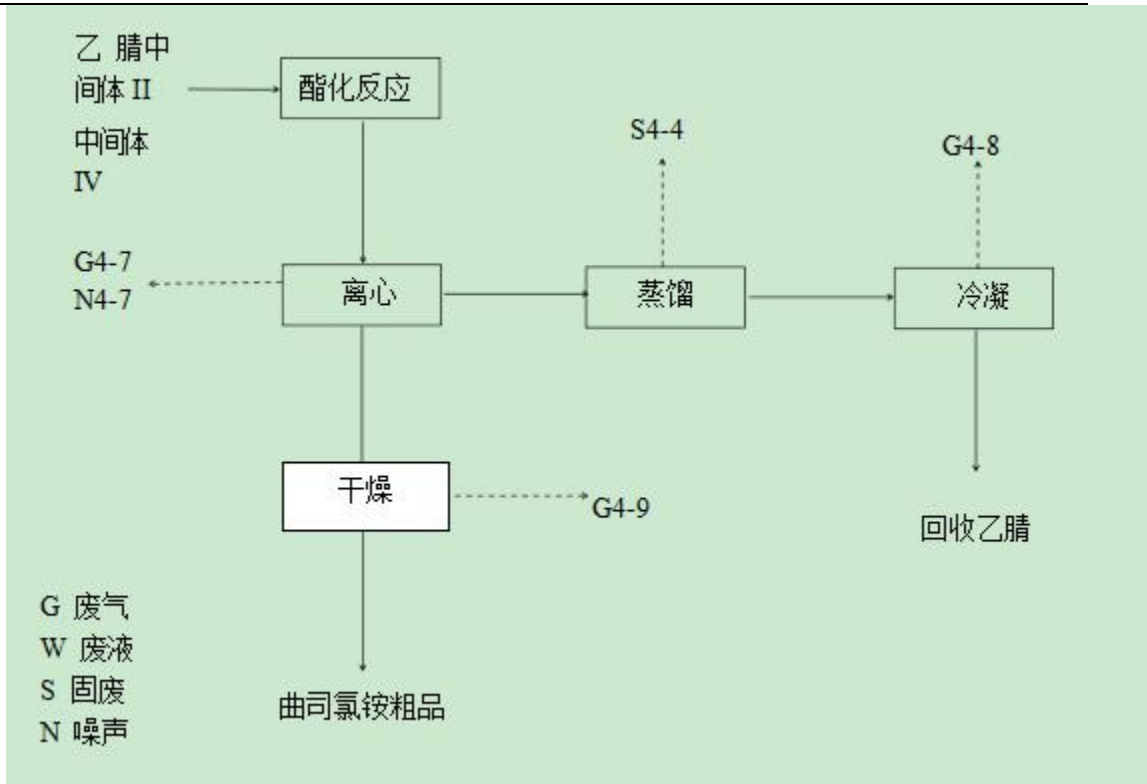 乙 腈中
间体 II
中间体
IV
酯化反应
S4-4
G4-8
G4-7
N4-7
离心
蒸馏
冷凝
干燥
G4-9
回收乙腈
G 废气
W 废液
S 固废
N 噪声
曲司氯铵粗品